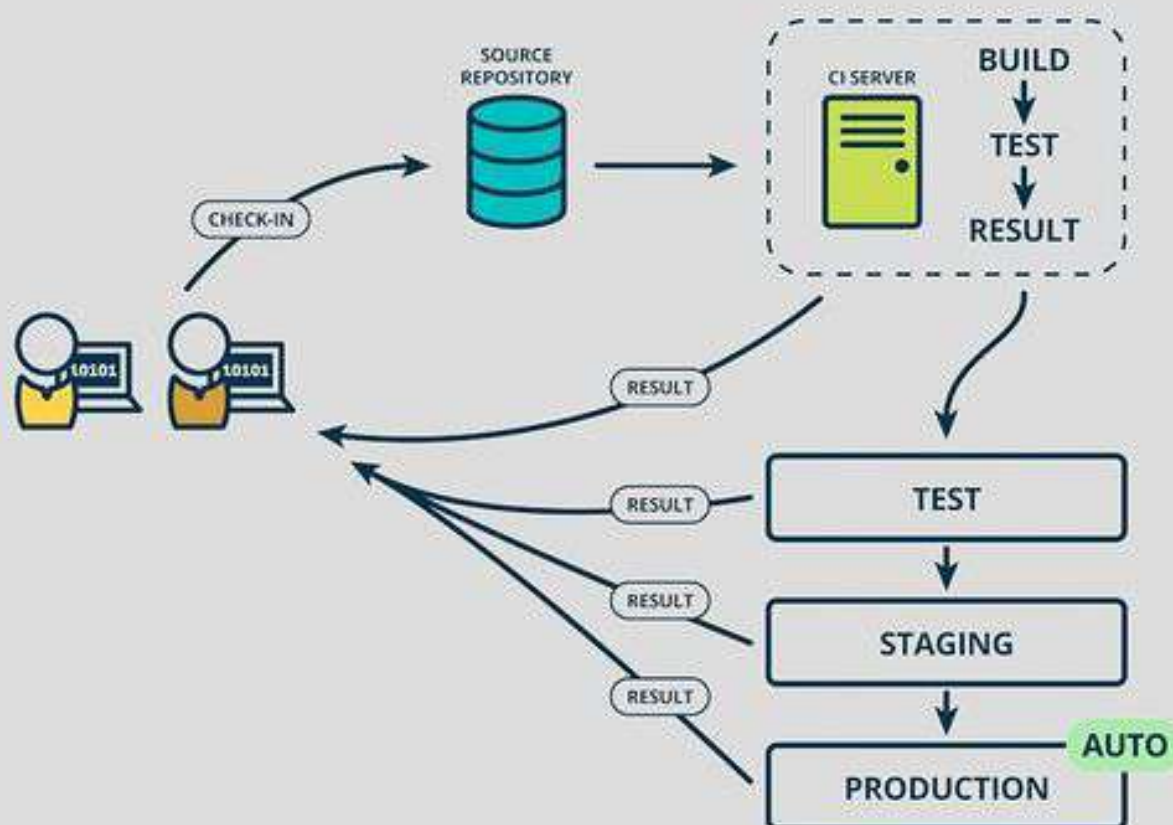 SOURCE
REPOSITORY
CI SERVER
BUILD
TEST
RESULT
CHECK-IN
10101
10101
RESULT
RESULT
TEST
RESULT
STAGING
RESULT
AUTO
PRODUCTION